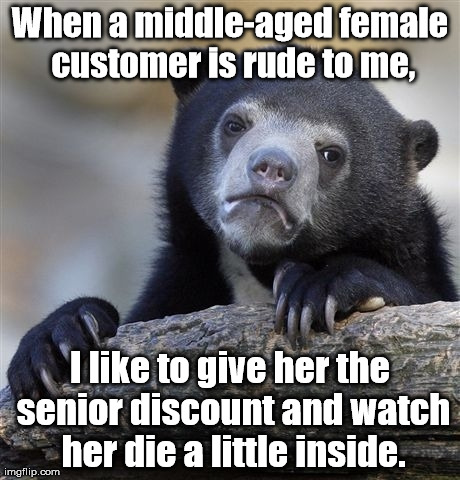 When a middle-aged female
customer is rude to me,
I like to give her the
senior discount and watch
her die a little inside.
imgflip.com